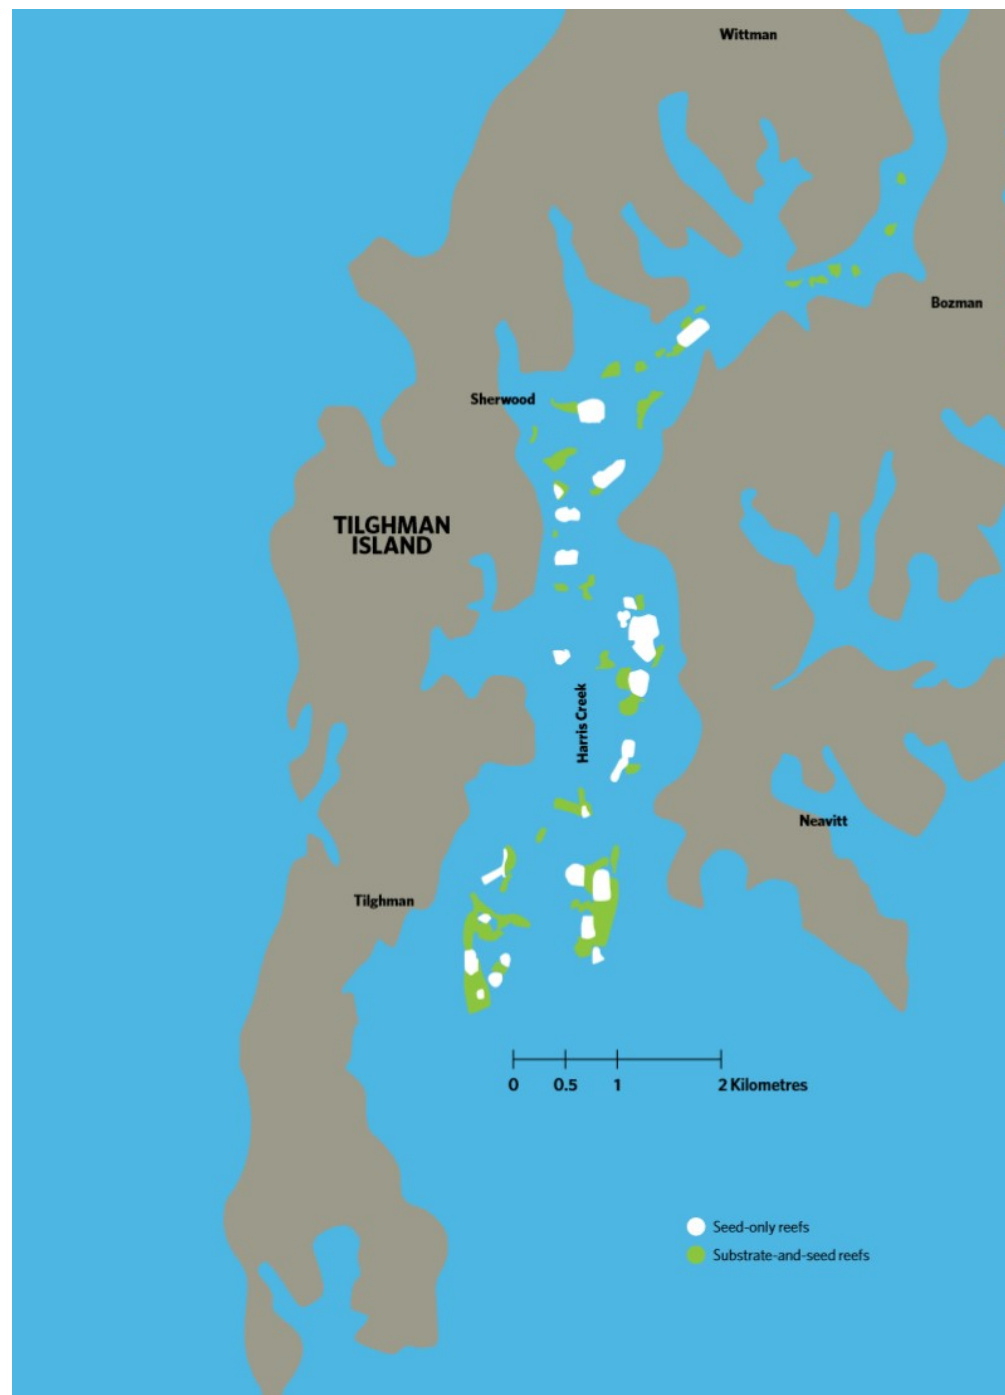 Wittman
Bozman
Sherwood
TILGHMAN
ISLAND
Harris Creek
Neavitt
Tilghman
0 0.5 1 2 Kilometres
Seed-only reefs
Substrate-and-seed reefs